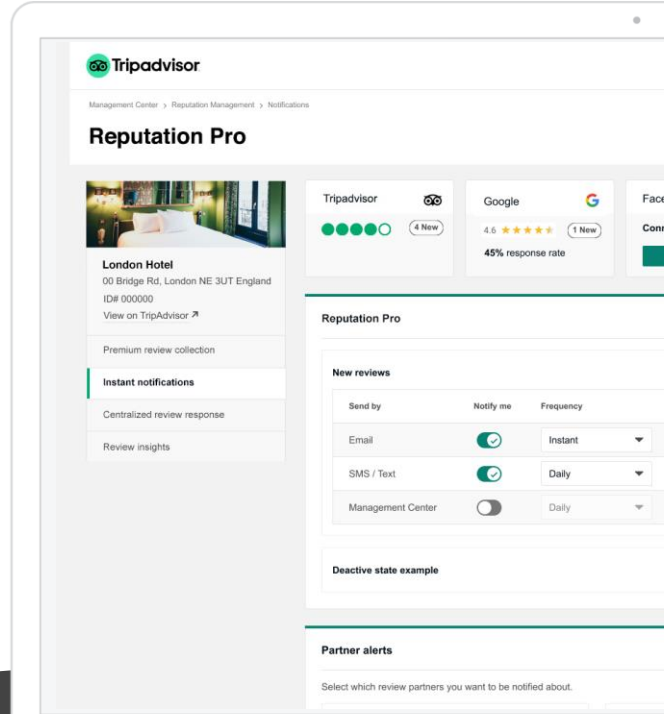 Tripadvisor
Management Center > Reputation Management > Notifications
Reputation Pro
London Hotel
00 Bridge Rd, London NE 3UT England
ID# 000000
View on TripAdvisor
Premium review collection
Instant notifications
Centralized review response
Review insights
Tripadvisor
4 New
Google
G
4.6
1 New
45% response rate
Face
Conn
Reputation Pro
New reviews
Send by Notify me Frequency
Email Instant
SMS / Text Daily
Management Center Daily
Deactive state example
Partner alerts
Select which review partners you want to be notified about.